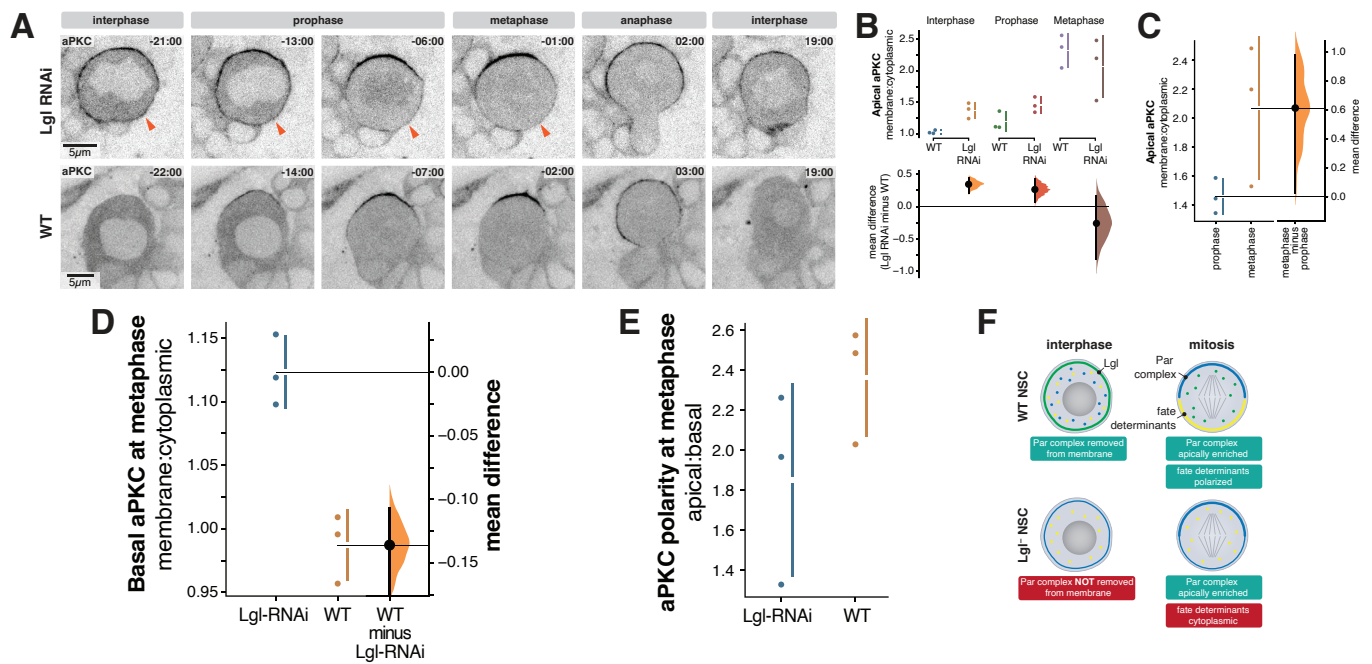 A
interphase
prophase
metaphase
anaphase
interphase
Lgl RNAi
aPKC
-21:00
-13:00
-06:00
-01:00
02:00
19:00
5µm
WT
aPKC
-22:00
-14:00
-07:00
-02:00
03:00
19:00
5µm
B
Interphase
Prophase
Metaphase
Apical aPKC
membrane:cytoplasmic
2.5
2.0
1.5
1.0
WT
Lgl
RNAi
WT
Lgl
RNAi
WT
Lgl
RNAi
mean difference
(Lgl RNAi minus WT)
0.5
0.0
−0.5
−1.0
C
Apical aPKC
membrane:cytoplasmic
2.4
2.2
2.0
1.8
1.6
1.4
1.0
0.8
0.6
0.4
0.2
0.0
mean difference
prophase
metaphase
metaphase
minus
prophase
D
Basal aPKC at metaphase
membrane:cytoplasmic
1.15
1.10
1.05
1.00
0.95
0.00
−0.05
−0.10
−0.15
mean difference
Lgl-RNAi
WT
WT
minus
Lgl-RNAi
E
aPKC polarity at metaphase
apical:basal
2.6
2.4
2.2
2.0
1.8
1.6
1.4
Lgl-RNAi
WT
F
interphase
mitosis
WT NSC
Lgl
Par
complex
fate
determinants
Par complex removed
from membrane
Par complex
apically enriched
fate determinants
polarized
Lgl⁻ NSC
Par complex NOT removed
from membrane
Par complex
apically enriched
fate determinants
cytoplasmic